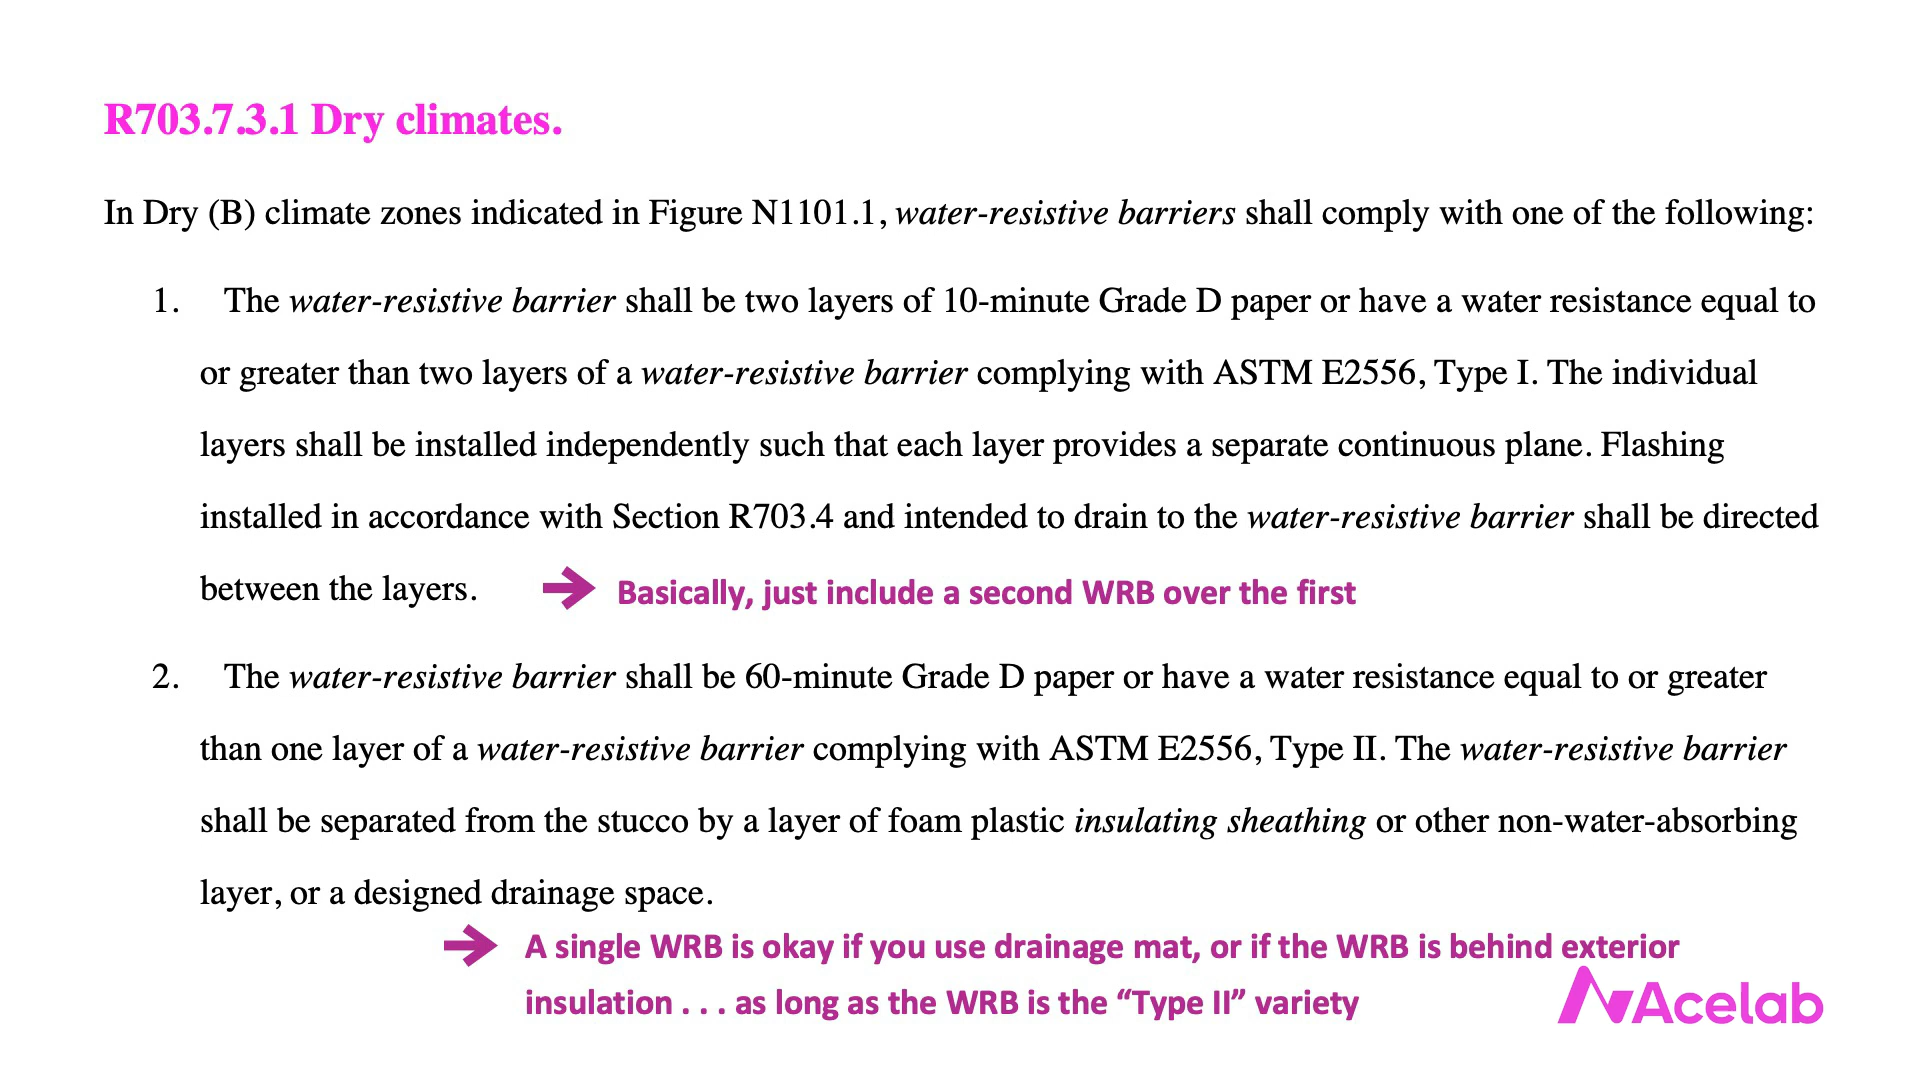 R703.7.3.1 Dry climates.
In Dry (B) climate zones indicated in Figure N1101.1, water-resistive barriers shall comply with one of the following:
1. The water-resistive barrier shall be two layers of 10-minute Grade D paper or have a water resistance equal to
or greater than two layers of a water-resistive barrier complying with ASTM E2556, Type I. The individual
layers shall be installed independently such that each layer provides a separate continuous plane. Flashing
installed in accordance with Section R703.4 and intended to drain to the water-resistive barrier shall be directed
between the layers.
Basically, just include a second WRB over the first
2. The water-resistive barrier shall be 60-minute Grade D paper or have a water resistance equal to or greater
than one layer of a water-resistive barrier complying with ASTM E2556, Type II. The water-resistive barrier
shall be separated from the stucco by a layer of foam plastic insulating sheathing or other non-water-absorbing
layer, or a designed drainage space.
A single WRB is okay if you use drainage mat, or if the WRB is behind exterior
insulation . . . as long as the WRB is the “Type II” variety
Acelab